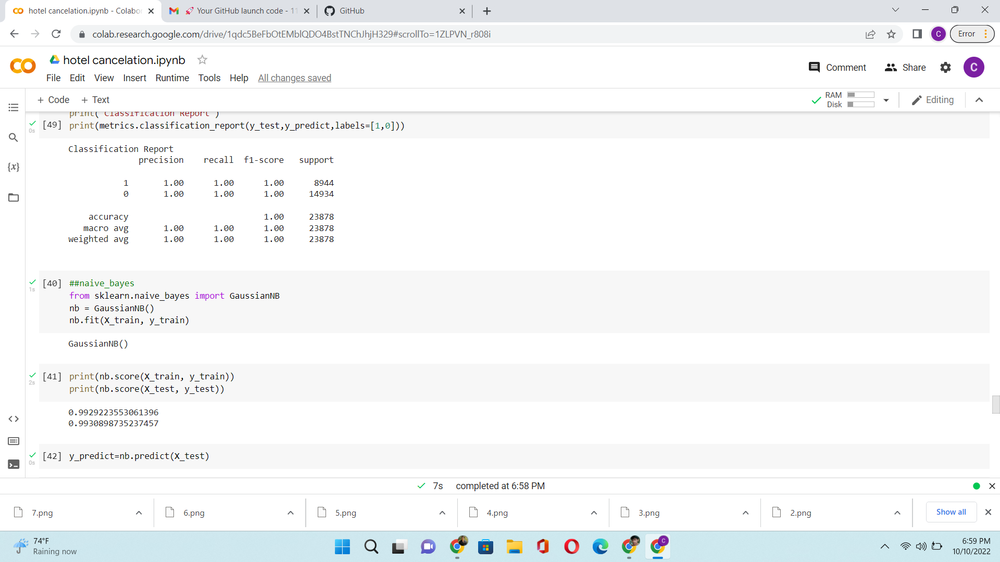 hotel cancelation.ipynb - Colabor
🚀 Your GitHub launch code - 11
GitHub
colab.research.google.com/drive/1qdc5BeFbOtEMblQDO4BstTNChJhjH329#scrollTo=1ZLPVN_r808i
C
Error
hotel cancelation.ipynb
Comment
Share
C
File Edit View Insert Runtime Tools Help All changes saved
+ Code + Text
RAM
Disk
Editing
print("Classification Report")
[49] print(metrics.classification_report(y_test,y_predict,labels=[1,0]))
0s
Classification Report
precision recall f1-score support
1 1.00 1.00 1.00 8944
0 1.00 1.00 1.00 14934
accuracy 1.00 23878
macro avg 1.00 1.00 1.00 23878
weighted avg 1.00 1.00 1.00 23878
[40] ##naive_bayes
1s
from sklearn.naive_bayes import GaussianNB
nb = GaussianNB()
nb.fit(X_train, y_train)
GaussianNB()
[41] print(nb.score(X_train, y_train))
2s
print(nb.score(X_test, y_test))
0.9929223553061396
0.9930898735237457
[42] y_predict=nb.predict(X_test)
0s
7s completed at 6:58 PM
7.png
6.png
5.png
4.png
3.png
2.png
Show all
74°F
Raining now
C
6:59 PM
10/10/2022